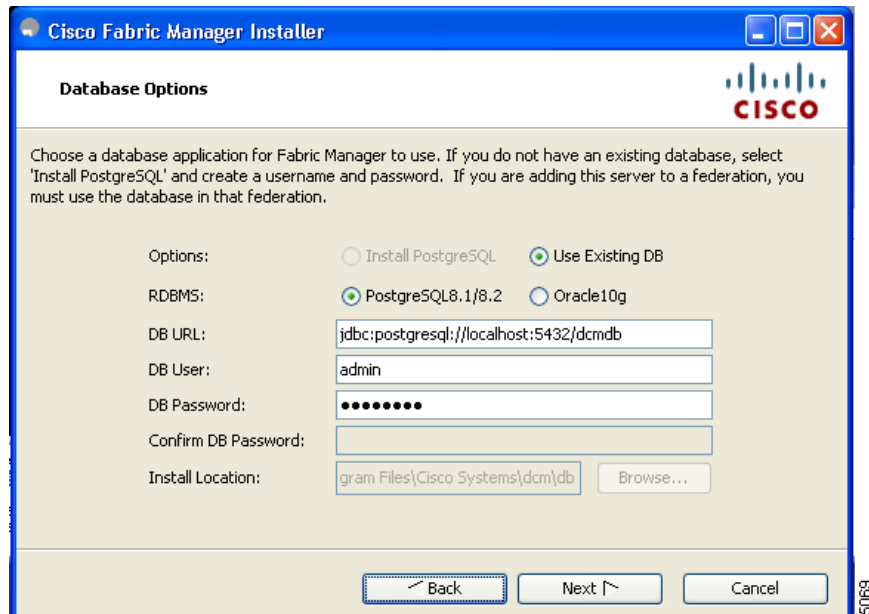 Cisco Fabric Manager Installer
Database Options
CISCO
Choose a database application for Fabric Manager to use. If you do not have an existing database, select
'Install PostgreSQL' and create a username and password. If you are adding this server to a federation, you
must use the database in that federation.
Options: Install PostgreSQL Use Existing DB
RDBMS: PostgreSQL8.1/8.2 Oracle10g
DB URL: jdbc:postgresql://localhost:5432/dcmdb
DB User: admin
DB Password: ••••••••
Confirm DB Password:
Install Location: gram Files\Cisco Systems\dcm\db Browse...
Back Next Cancel